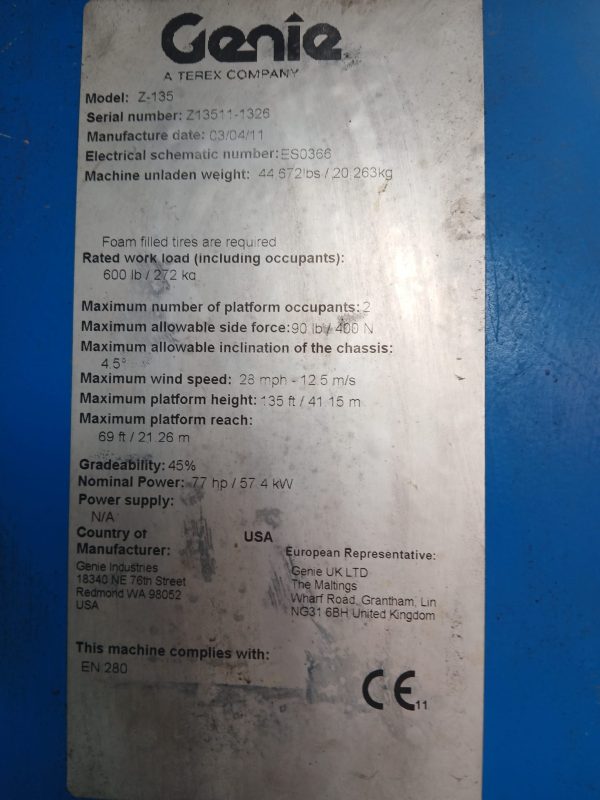 Genie
A TEREX COMPANY
Model: Z-135
Serial number: Z13511-1326
Manufacture date: 03/04/11
Electrical schematic number: ES0366
Machine unladen weight: 44 672lbs / 20 263kg
Foam filled tires are required
Rated work load (including occupants):
600 lb / 272 kg
Maximum number of platform occupants: 2
Maximum allowable side force: 90 lb / 400 N
Maximum allowable inclination of the chassis:
4.5°
Maximum wind speed: 28 mph - 12.5 m/s
Maximum platform height: 135 ft / 41.15 m
Maximum platform reach:
69 ft / 21.26 m
Gradeability: 45%
Nominal Power: 77 hp / 57.4 kW
Power supply:
N/A
Country of Manufacturer: USA
Genie Industries
18340 NE 76th Street
Redmond WA 98052
USA
European Representative:
Genie UK LTD
The Maltings
Wharf Road, Grantham, Lin
NG31 6BH United Kingdom
This machine complies with:
EN 280
CE 11